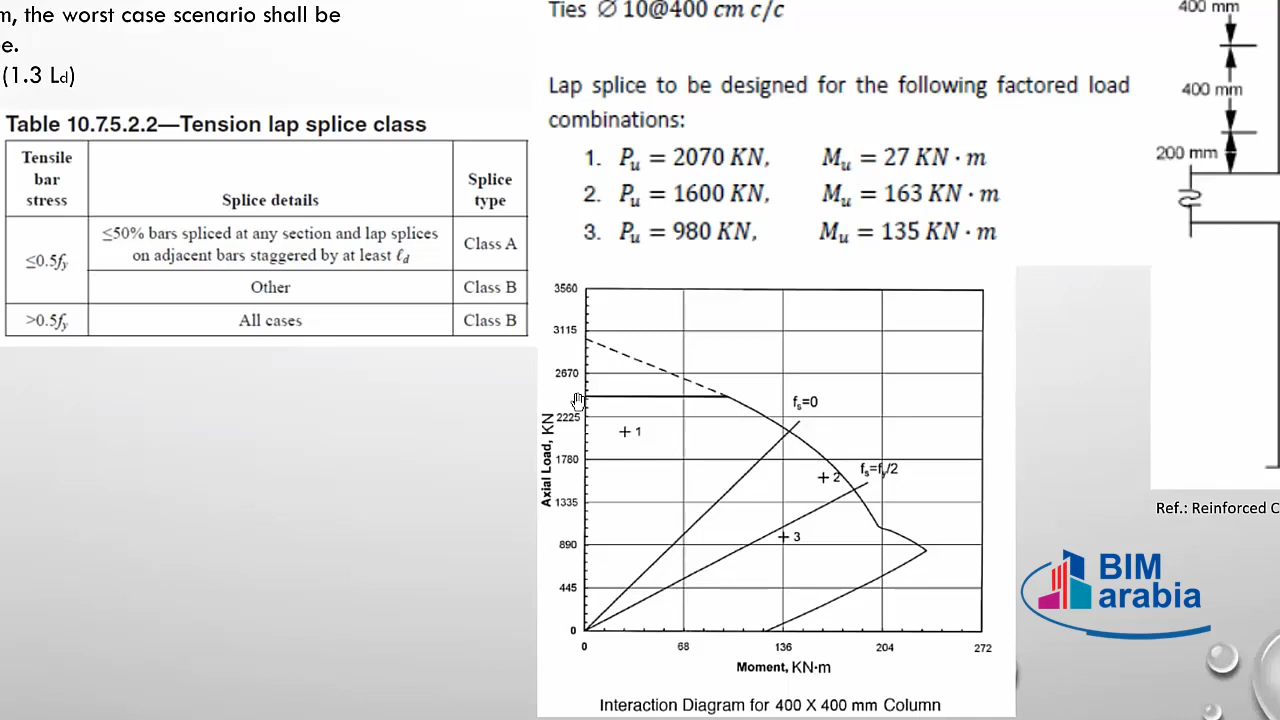 m, the worst case scenario shall be
e.
(1.3 Ld)
Table 10.7.5.2.2—Tension lap splice class
Tensile bar stress
Splice details
Splice type
≤0.5fy
≤50% bars spliced at any section and lap splices
on adjacent bars staggered by at least ℓd
Class A
Other
Class B
>0.5fy
All cases
Class B
Ties ∅ 10@400 cm c/c
Lap splice to be designed for the following factored load
combinations:
1. Pu = 2070 KN, Mu = 27 KN · m
2. Pu = 1600 KN, Mu = 163 KN · m
3. Pu = 980 KN, Mu = 135 KN · m
3560
3115
2670
2225
1780
1335
890
445
0
Axial Load, KN
fs=0
fs=fy/2
+ 1
+ 2
+ 3
0 68 136 204 272
Moment, KN·m
Interaction Diagram for 400 X 400 mm Column
400 mm
400 mm
200 mm
Ref.: Reinforced C
BIM
arabia